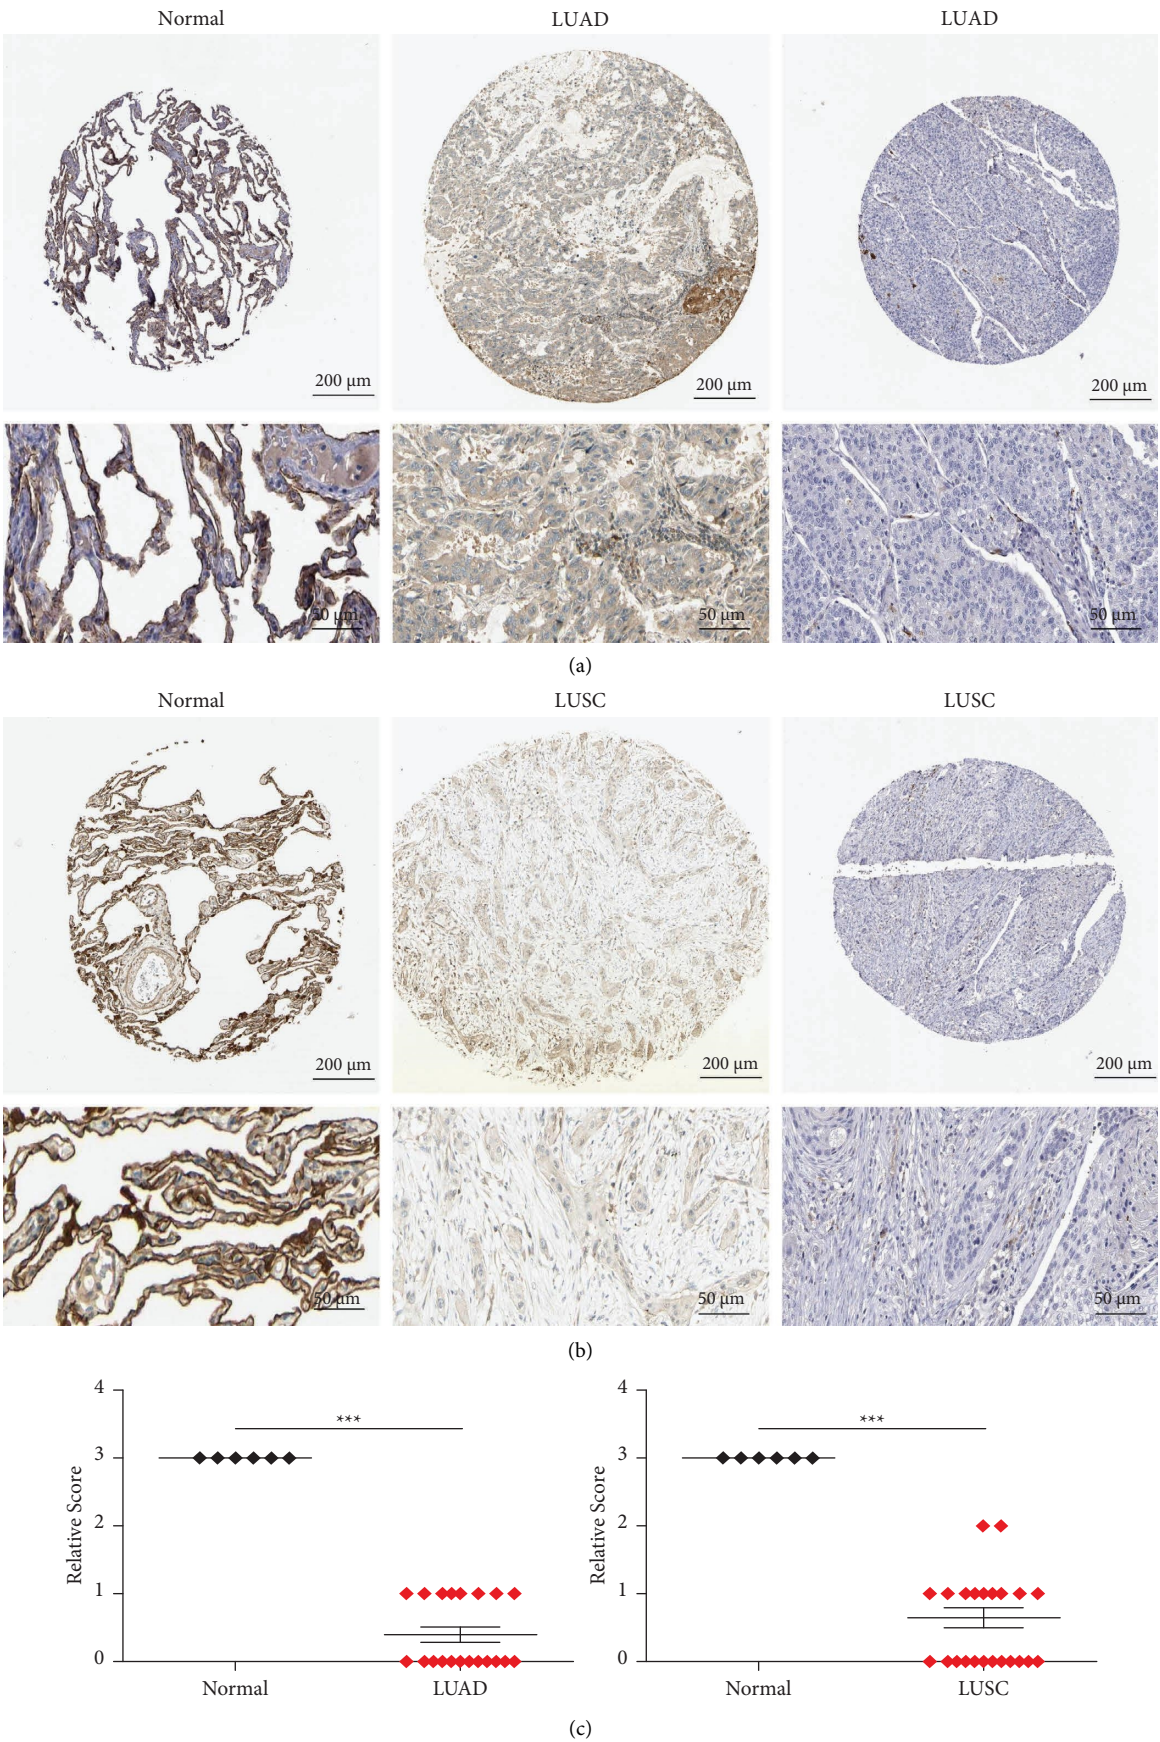 Normal LUAD LUAD
200 μm 200 μm 200 μm
50 μm 50 μm 50 μm
(a)
Normal LUSC LUSC
200 μm 200 μm 200 μm
50 μm 50 μm 50 μm
(b)
4 4
*** ***
3 3
2 2
Relative Score Relative Score
1 1
0 0
Normal LUAD Normal LUSC
(c)